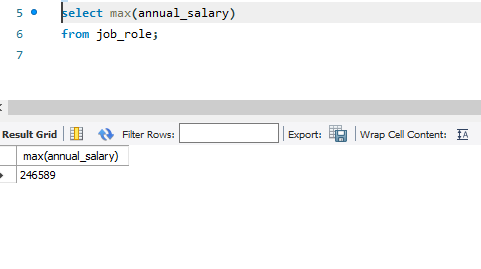 5 select max(annual_salary)
6 from job_role;
7
Result Grid Filter Rows: Export: Wrap Cell Content:
max(annual_salary)
246589